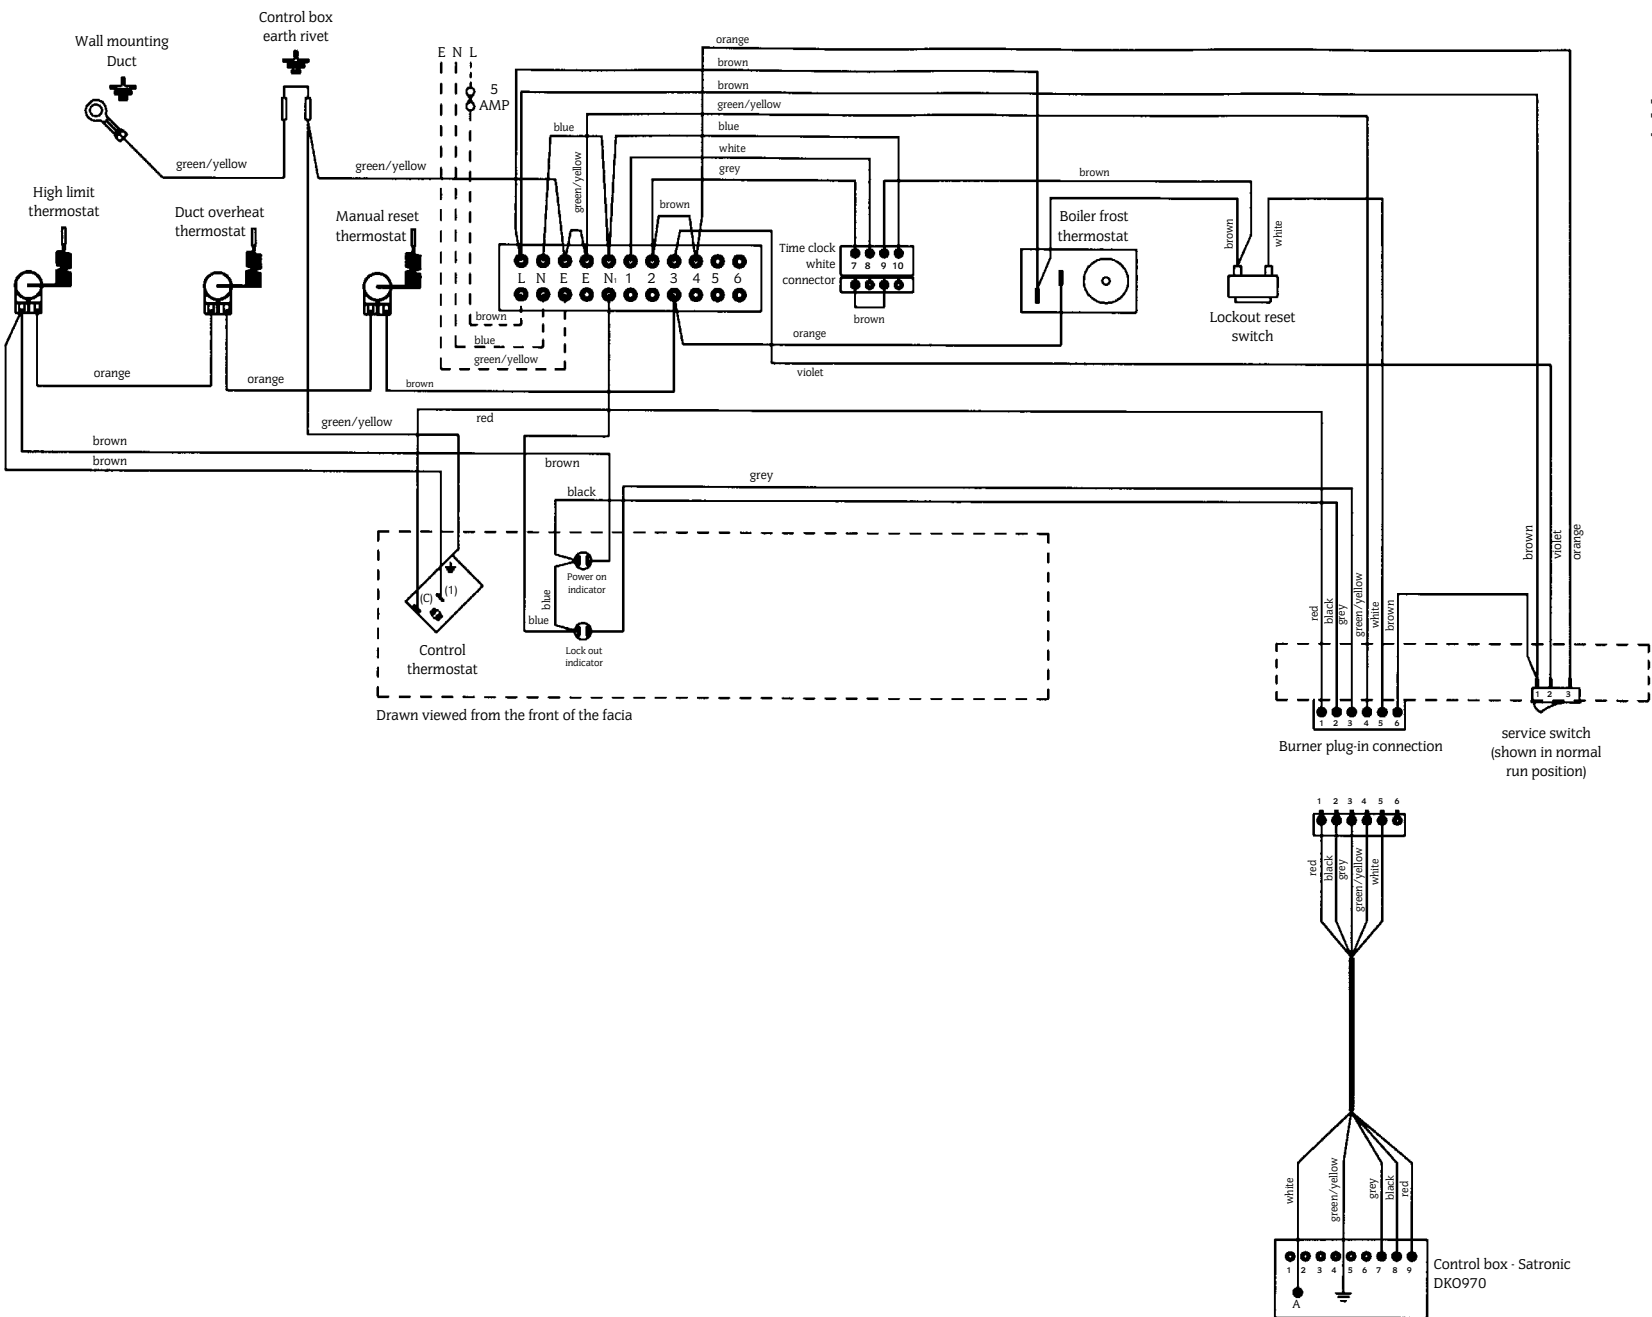 Wall mounting
Duct
Control box
earth rivet
E N L
5
AMP
orange
brown
brown
green/yellow
blue
blue
white
grey
green/yellow
green/yellow
green/yellow
brown
brown
High limit
thermostat
Duct overheat
thermostat
Manual reset
thermostat
L N E E N 1 2 3 4 5 6
Time clock
white
connector
7 8 9 10
brown
Boiler frost
thermostat
brown
white
Lockout reset
switch
brown
blue
green/yellow
orange
violet
orange
orange
brown
red
green/yellow
brown
brown
brown
black
grey
(C)
(1)
Control
thermostat
Power on
indicator
blue
blue
Lock out
indicator
Drawn viewed from the front of the facia
red
black
grey
green/yellow
white
brown
brown
violet
orange
1 2 3 4 5 6
1 2 3
Burner plug-in connection
service switch
(shown in normal
run position)
1 2 3 4 5 6
red
black
grey
green/yellow
white
white
green/yellow
grey
black
red
1 2 3 4 5 6 7 8 9
A
Control box - Satronic
DKO970